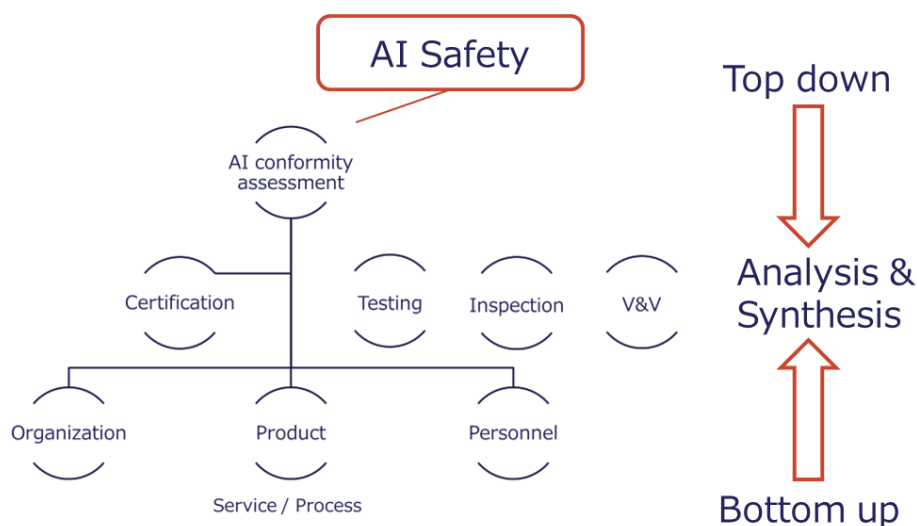 AI Safety
Top down
AI conformity
assessment
Certification
Testing
Inspection
V&V
Analysis &
Synthesis
Organization
Product
Personnel
Service / Process
Bottom up